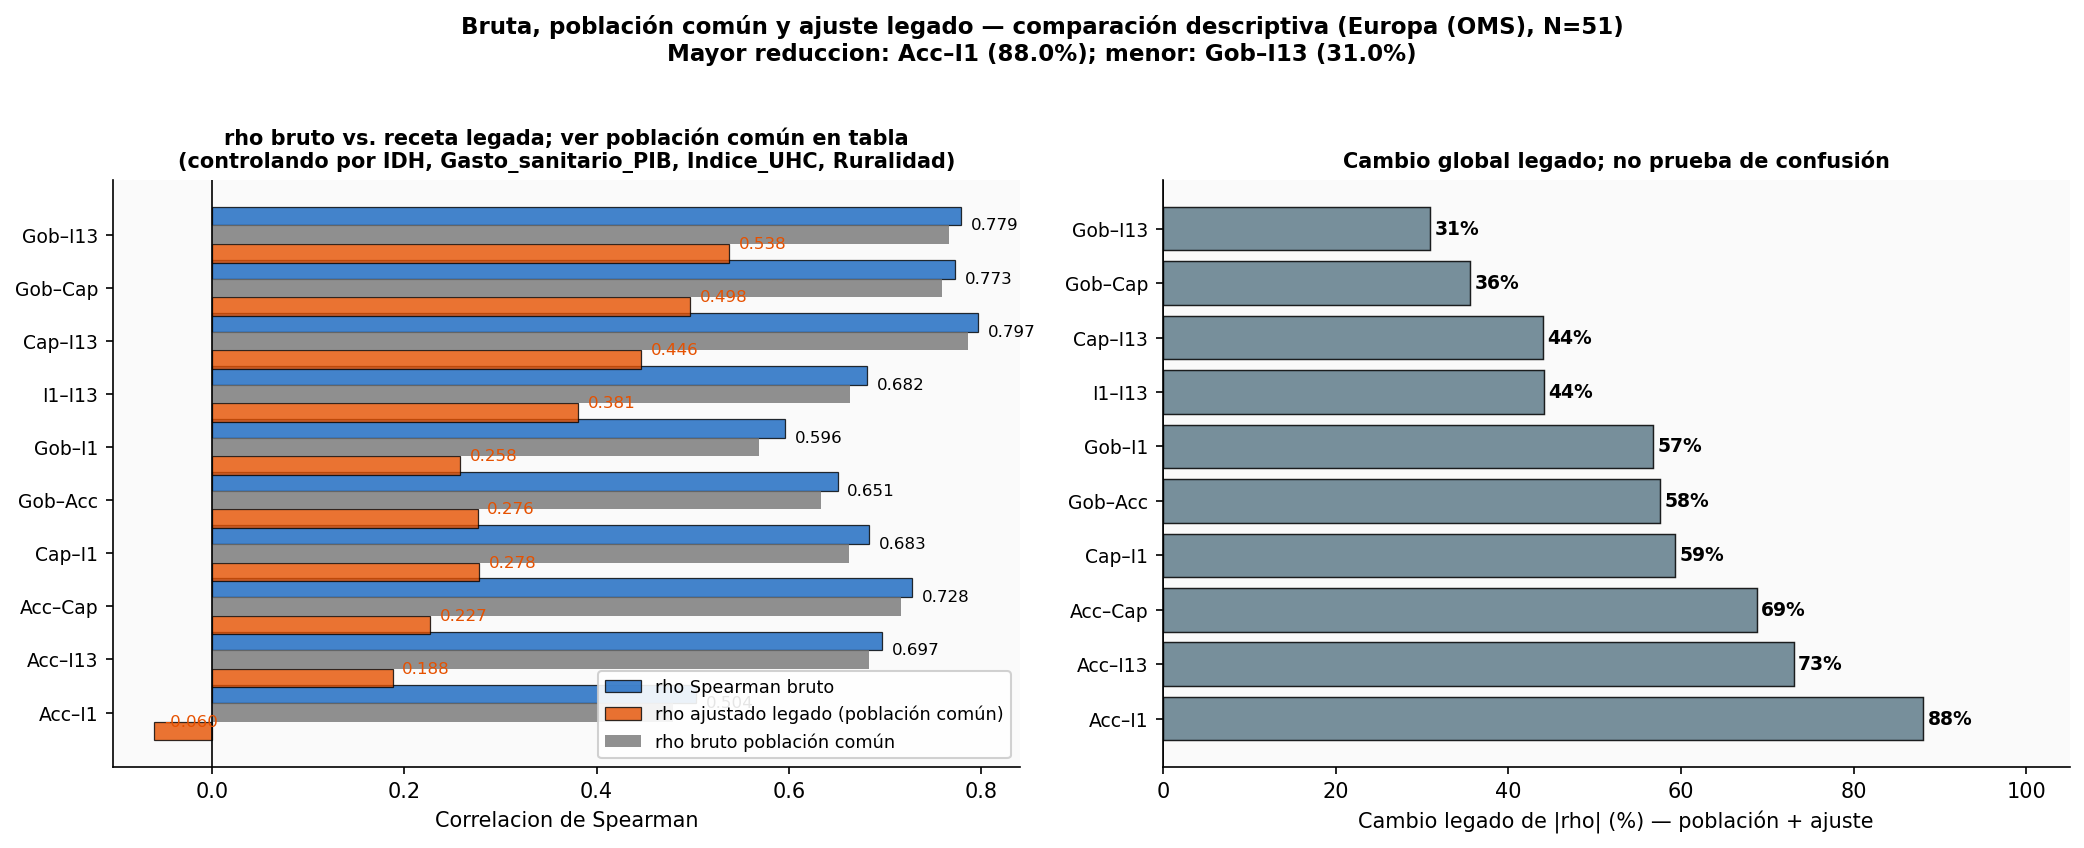 Bruta, población común y ajuste legado — comparación descriptiva (Europa (OMS), N=51)
Mayor reduccion: Acc–I1 (88.0%); menor: Gob–I13 (31.0%)
rho bruto vs. receta legada; ver población común en tabla
(controlando por IDH, Gasto_sanitario_PIB, Indice_UHC, Ruralidad)
Gob–I13
0.779
0.538
Gob–Cap
0.773
0.498
Cap–I13
0.797
0.446
I1–I13
0.682
0.381
Gob–I1
0.596
0.258
Gob–Acc
0.651
0.276
Cap–I1
0.683
0.278
Acc–Cap
0.728
0.227
Acc–I13
0.697
0.188
Acc–I1
0.504
-0.060
rho Spearman bruto
rho ajustado legado (población común)
rho bruto población común
0.0 0.2 0.4 0.6 0.8
Correlacion de Spearman
Cambio global legado; no prueba de confusión
Gob–I13 31%
Gob–Cap 36%
Cap–I13 44%
I1–I13 44%
Gob–I1 57%
Gob–Acc 58%
Cap–I1 59%
Acc–Cap 69%
Acc–I13 73%
Acc–I1 88%
0 20 40 60 80 100
Cambio legado de |rho| (%) — población + ajuste